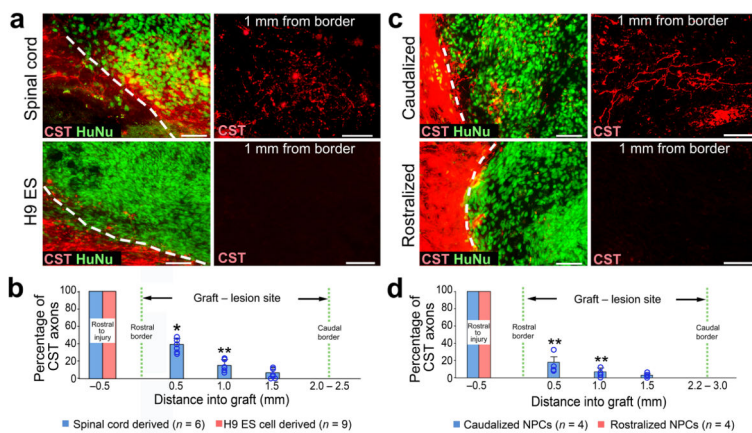 a
Spinal cord
CST HuNu
1 mm from border
CST
H9 ES
CST HuNu
1 mm from border
CST
c
Caudalized
CST HuNu
1 mm from border
CST
Rostralized
CST HuNu
1 mm from border
CST
b
Percentage of
CST axons
100
80
60
40
20
0
Rostral
to
injury
Rostral
border
Graft – lesion site
Caudal
border
*
**
–0.5
0.5
1.0
1.5
2.0 – 2.5
Distance into graft (mm)
Spinal cord derived (n = 6)
H9 ES cell derived (n = 9)
d
Percentage of
CST axons
100
80
60
40
20
0
Rostral
to
injury
Rostral
border
Graft – lesion site
Caudal
border
**
**
–0.5
0.5
1.0
1.5
2.2 – 3.0
Distance into graft (mm)
Caudalized NPCs (n = 4)
Rostralized NPCs (n = 4)